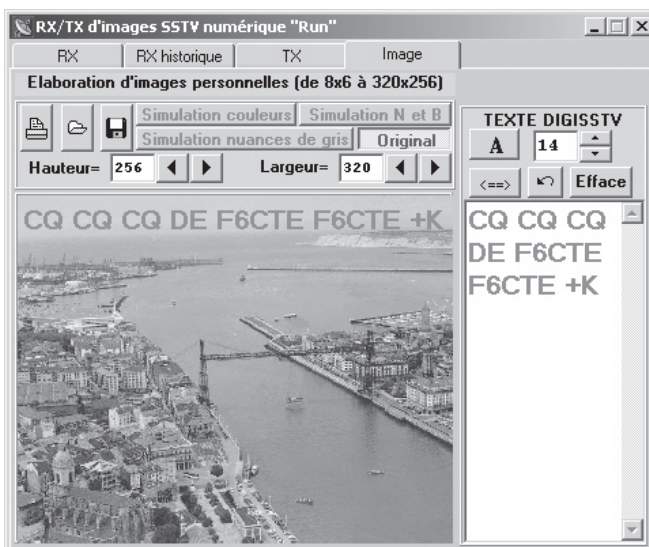 RX/TX d'images SSTV numérique "Run"
RX RX historique TX Image
Elaboration d'images personnelles (de 8x6 à 320x256)
Simulation couleurs Simulation N et B
Simulation nuances de gris Original
Hauteur= 256 Largeur= 320
TEXTE DIGISSTV
A 14
<==> Efface
CQ CQ CQ DE F6CTE F6CTE +K
CQ CQ CQ
DE F6CTE
F6CTE +K